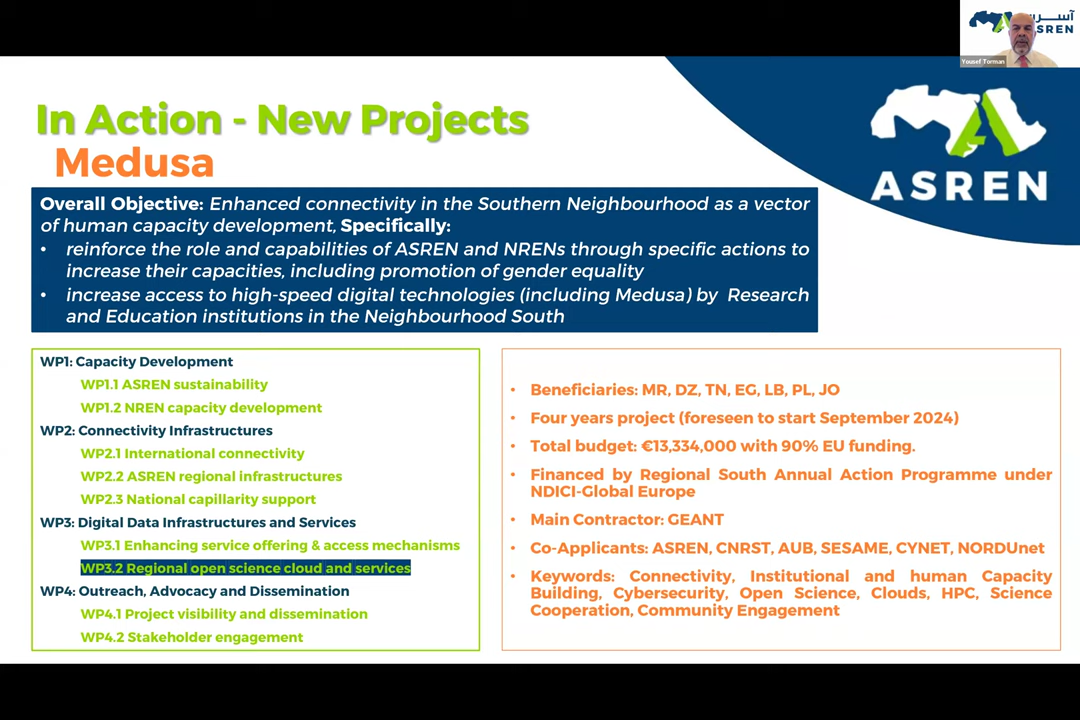 آسرين
ASREN
Yousef Torman
In Action - New Projects
Medusa
ASREN
Overall Objective: Enhanced connectivity in the Southern Neighbourhood as a vector
of human capacity development, Specifically:
• reinforce the role and capabilities of ASREN and NRENs through specific actions to
increase their capacities, including promotion of gender equality
• increase access to high-speed digital technologies (including Medusa) by Research
and Education institutions in the Neighbourhood South
WP1: Capacity Development
WP1.1 ASREN sustainability
WP1.2 NREN capacity development
WP2: Connectivity Infrastructures
WP2.1 International connectivity
WP2.2 ASREN regional infrastructures
WP2.3 National capillarity support
WP3: Digital Data Infrastructures and Services
WP3.1 Enhancing service offering & access mechanisms
WP3.2 Regional open science cloud and services
WP4: Outreach, Advocacy and Dissemination
WP4.1 Project visibility and dissemination
WP4.2 Stakeholder engagement
• Beneficiaries: MR, DZ, TN, EG, LB, PL, JO
• Four years project (foreseen to start September 2024)
• Total budget: €13,334,000 with 90% EU funding.
• Financed by Regional South Annual Action Programme under
NDICI-Global Europe
• Main Contractor: GEANT
• Co-Applicants: ASREN, CNRST, AUB, SESAME, CYNET, NORDUnet
• Keywords: Connectivity, Institutional and human Capacity
Building, Cybersecurity, Open Science, Clouds, HPC, Science
Cooperation, Community Engagement